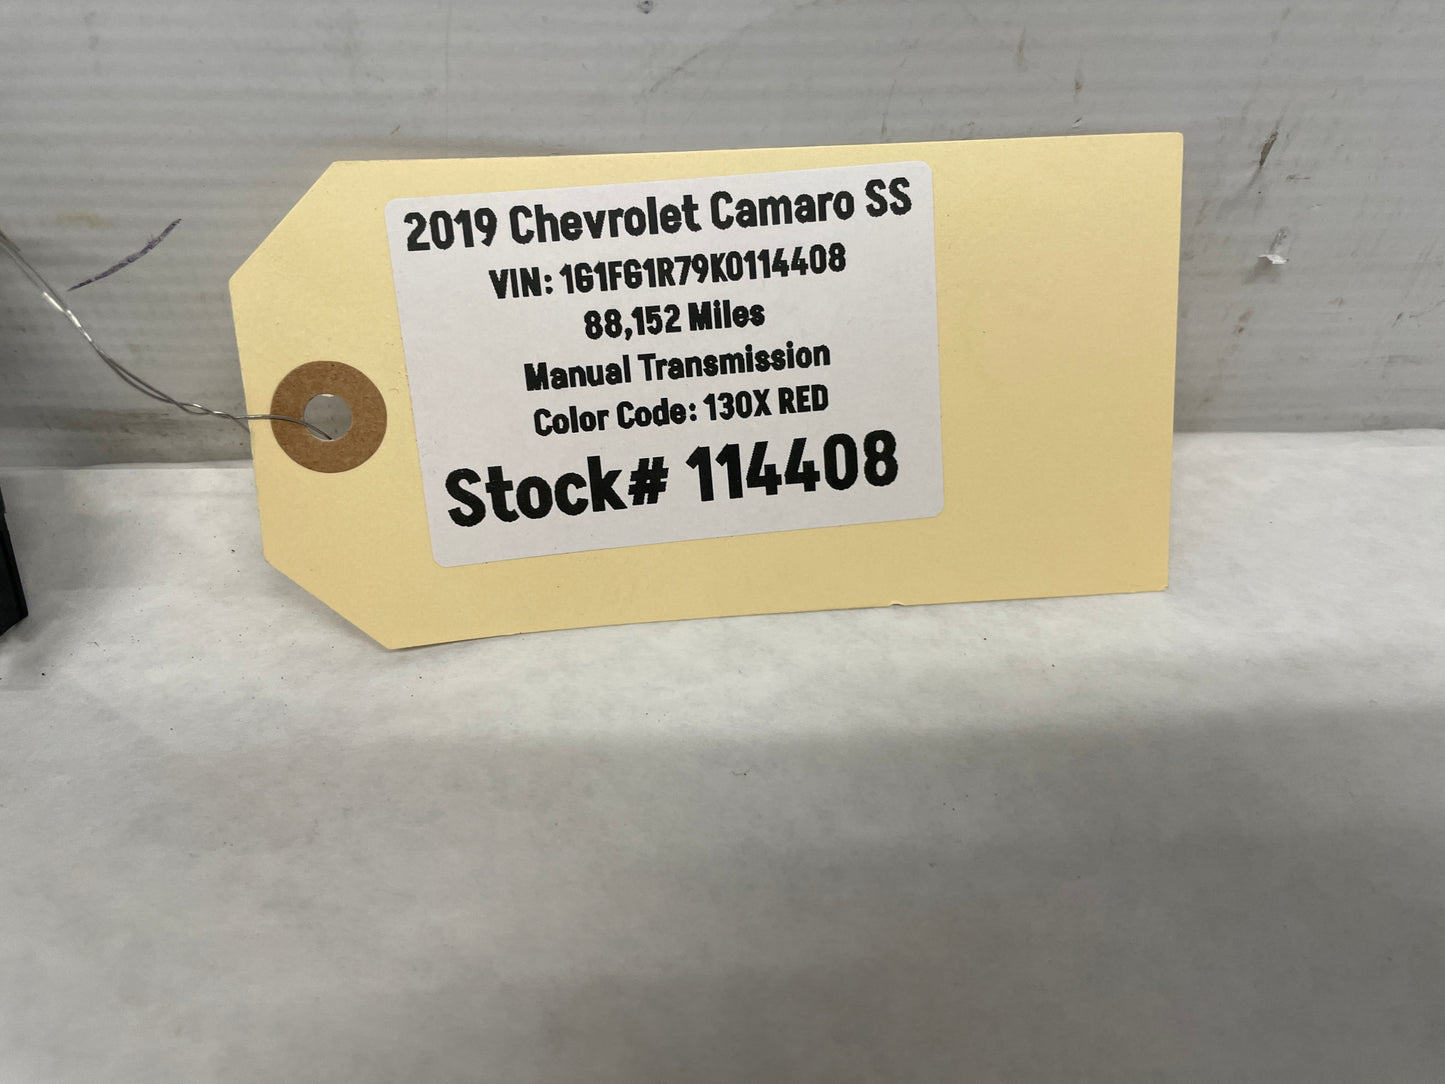 2019 Chevrolet Camaro SS
VIN: 1G1FG1R79K0114408
88,152 Miles
Manual Transmission
Color Code: 130X RED
Stock# 114408